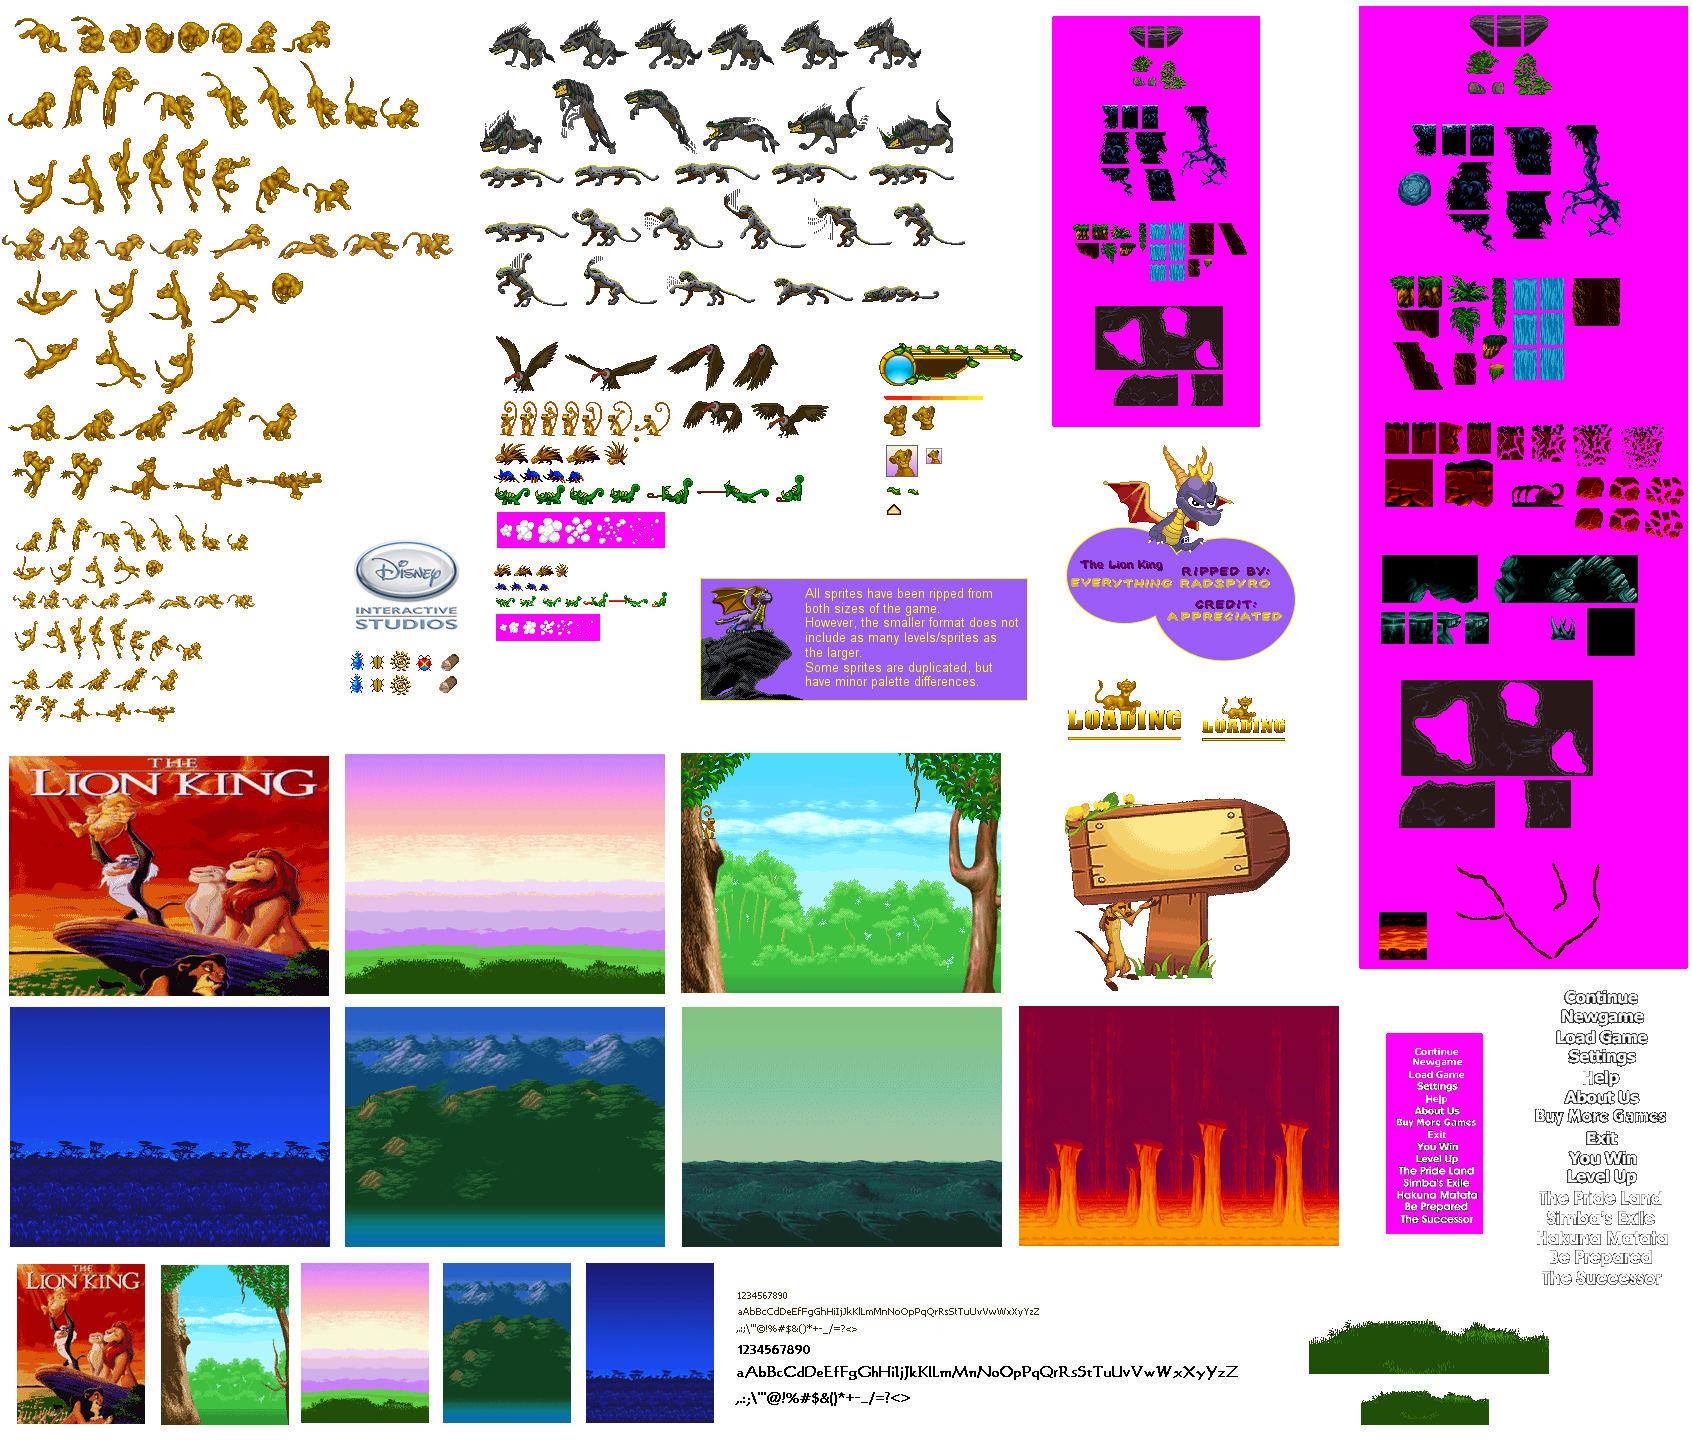 Disney
INTERACTIVE
STUDIOS
All sprites have been ripped from
both sizes of the game.
However, the smaller format does not
include as many levels/sprites as
the larger.
Some sprites are duplicated, but
have minor palette differences.
The Lion King
EVERYTHING
RIPPED BY:
RADSPYRO
CREDIT:
APPRECIATED
LOADING
LOADING
THE
LION KING
Continue
Newgame
Load Game
Settings
Help
About Us
Buy More Games
Exit
You Win
Level Up
The Pride Land
Simba's Exile
Hakuna Matata
Be Prepared
The Successor
Continue
Newgame
Load Game
Settings
Help
About Us
Buy More Games
Exit
You Win
Level Up
The Pride Land
Simba's Exile
Hakuna Matata
Be Prepared
The Successor
THE
LION KING
1234567890
aAbBcCdDeEfFgGhHiIjJkKlLmMnNoOpPqQrRsStTuUvVwWxXyYzZ
,.:;\'"@!%#$&()*+-_/=?<>
1234567890
aAbBcCdDeEfFgGhHiIjJkKlLmMnNoOpPqQrRsStTuUvVwWxXyYzZ
,.:;\'"@!%#$&()*+-_/=?<>